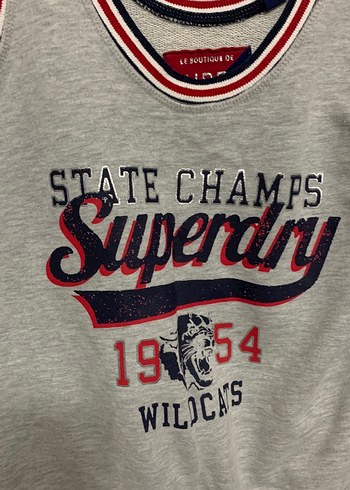 LE BOUTIQUE DE
STATE CHAMPS
Superdry
1954
WILDCATS